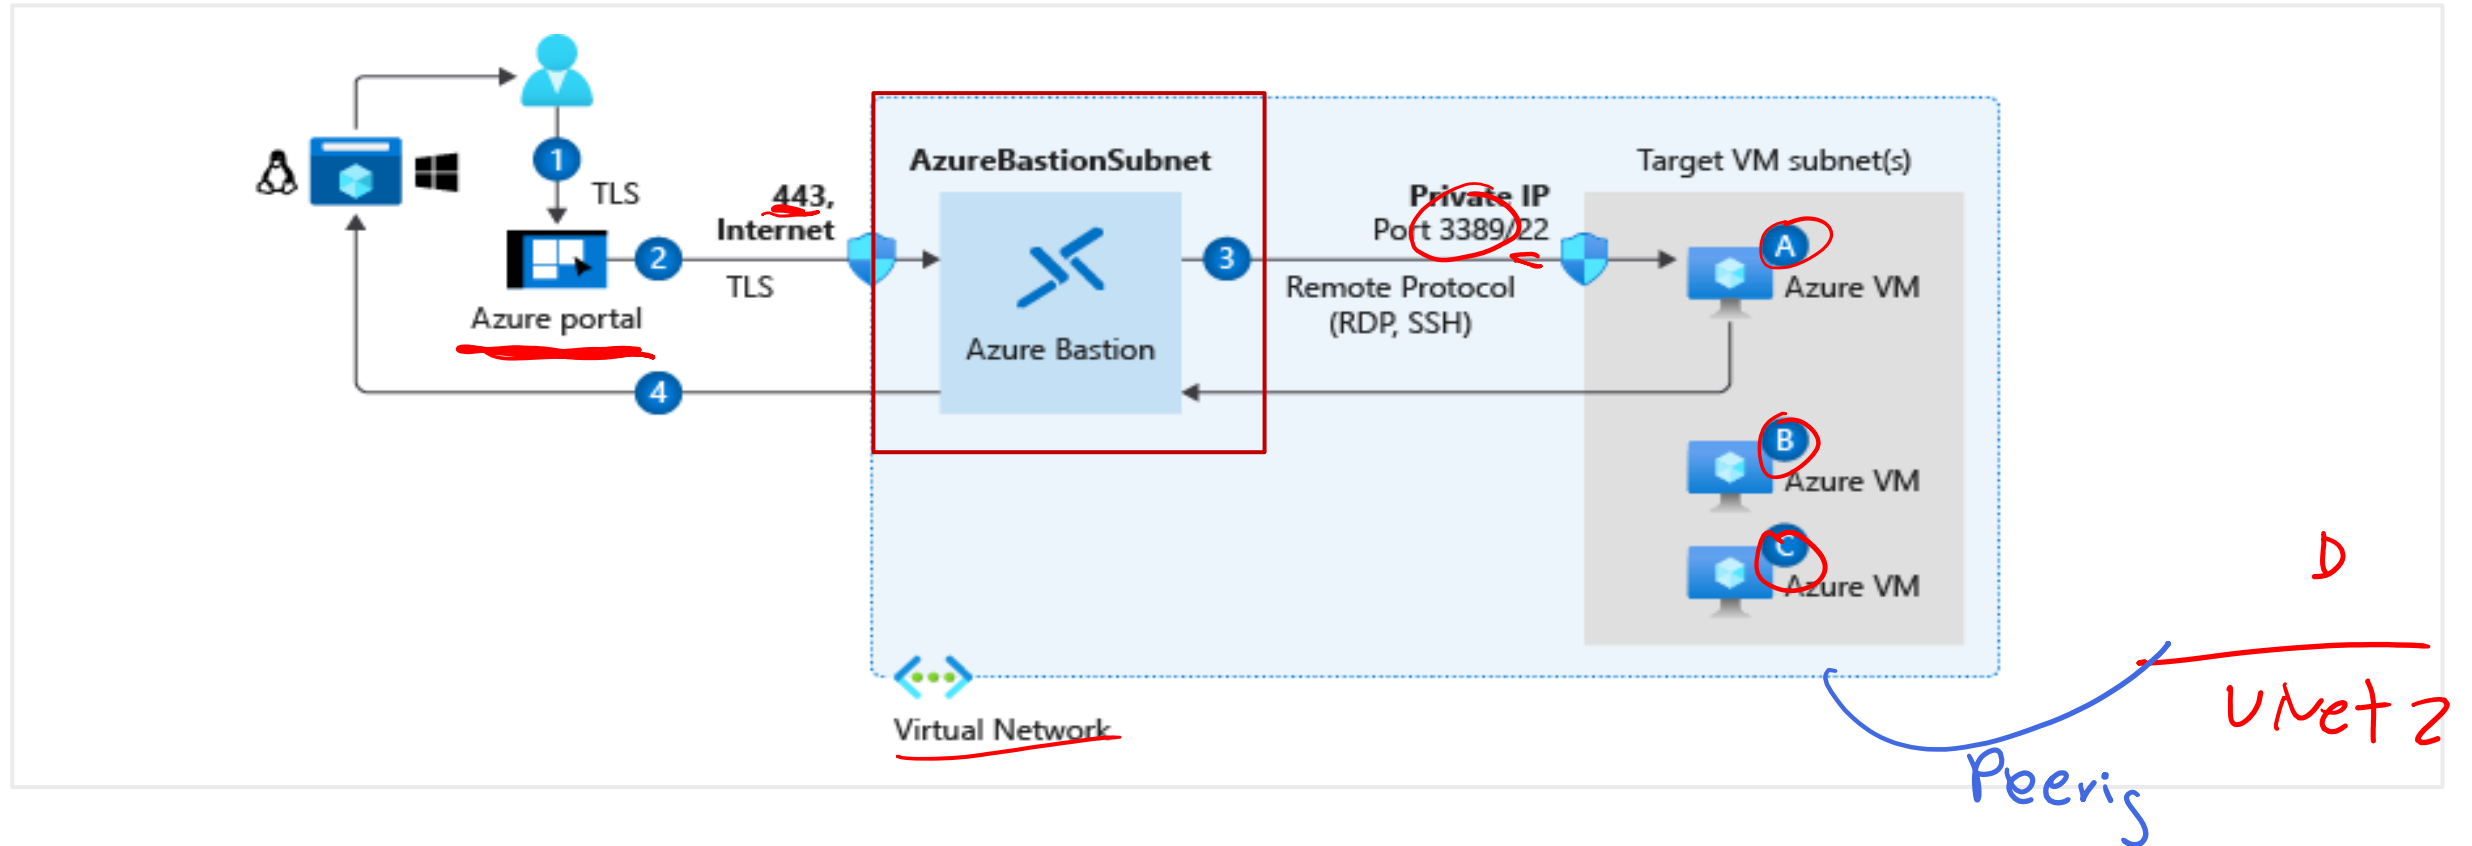 1
TLS
Azure portal
2
443,
Internet
TLS
AzureBastionSubnet
Azure Bastion
3
Private IP
Port 3389/22
Remote Protocol
(RDP, SSH)
Target VM subnet(s)
A
Azure VM
4
B
Azure VM
C
Azure VM
D
VNet 2
Virtual Network
Peerig